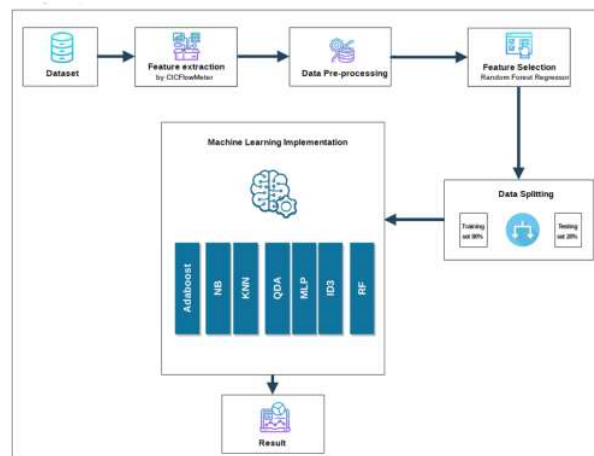 Dataset
Feature extraction
by CICFlowMeter
Data Pre-processing
Feature Selection
Random Forest Regressor
Data Splitting
Training
set
Testing
set 20%
Machine Learning Implementation
Adaboost
NB
KNN
QDA
MLP
ID3
RF
Result